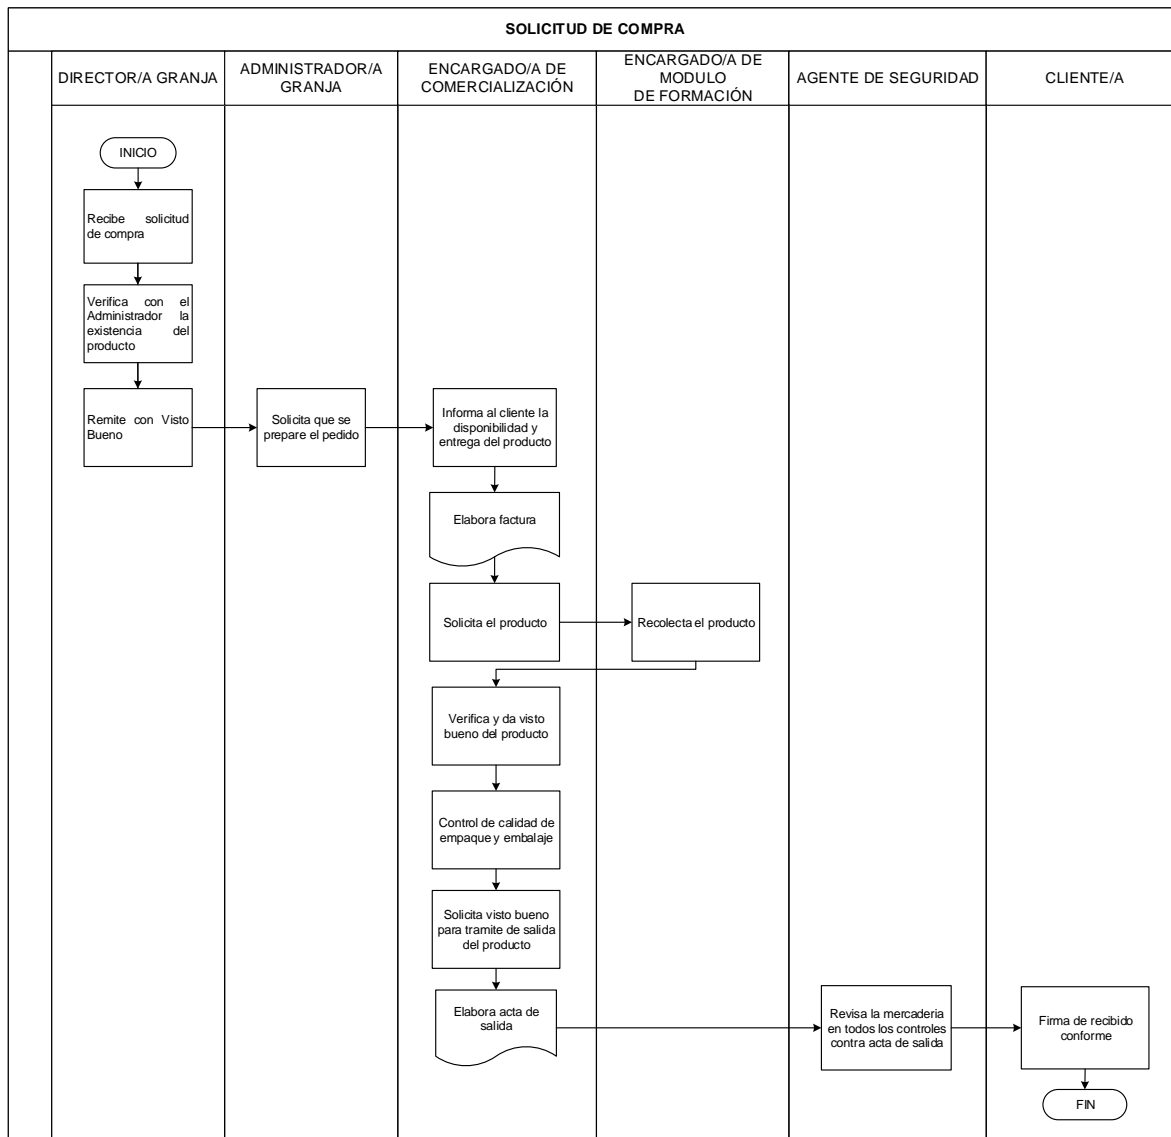 SOLICITUD DE COMPRA
DIRECTOR/A GRANJA
ADMINISTRADOR/A
GRANJA
ENCARGADO/A DE
COMERCIALIZACIÓN
ENCARGADO/A DE
MODULO
DE FORMACIÓN
AGENTE DE SEGURIDAD
CLIENTE/A
INICIO
Recibe solicitud
de compra
Verifica con el
Administrador la
existencia del
producto
Remite con Visto
Bueno
Solicita que se
prepare el pedido
Informa al cliente la
disponibilidad y
entrega del producto
Elabora factura
Solicita el producto
Recolecta el producto
Verifica y da visto
bueno del producto
Control de calidad de
empaque y embalaje
Solicita visto bueno
para tramite de salida
del producto
Elabora acta de
salida
Revisa la mercaderia
en todos los controles
contra acta de salida
Firma de recibido
conforme
FIN